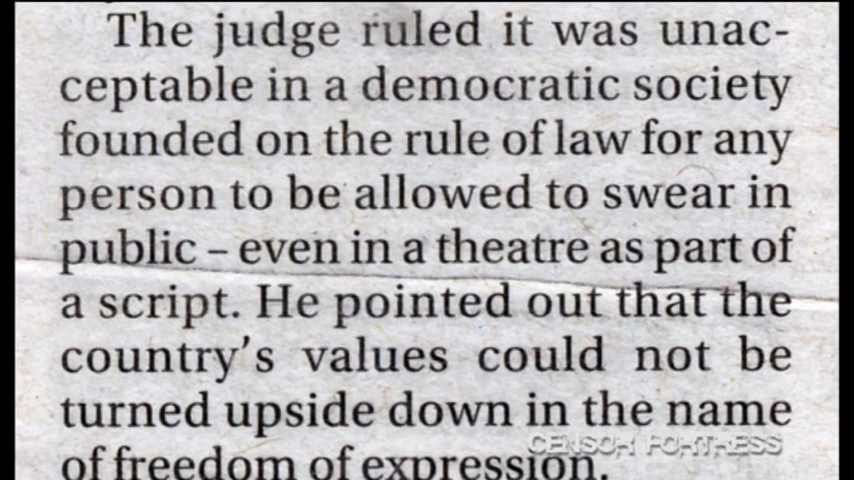 The judge ruled it was unac-
ceptable in a democratic society
founded on the rule of law for any
person to be allowed to swear in
public – even in a theatre as part of
a script. He pointed out that the
country's values could not be
turned upside down in the name
of freedom of expression.
CENSOR FORTRESS